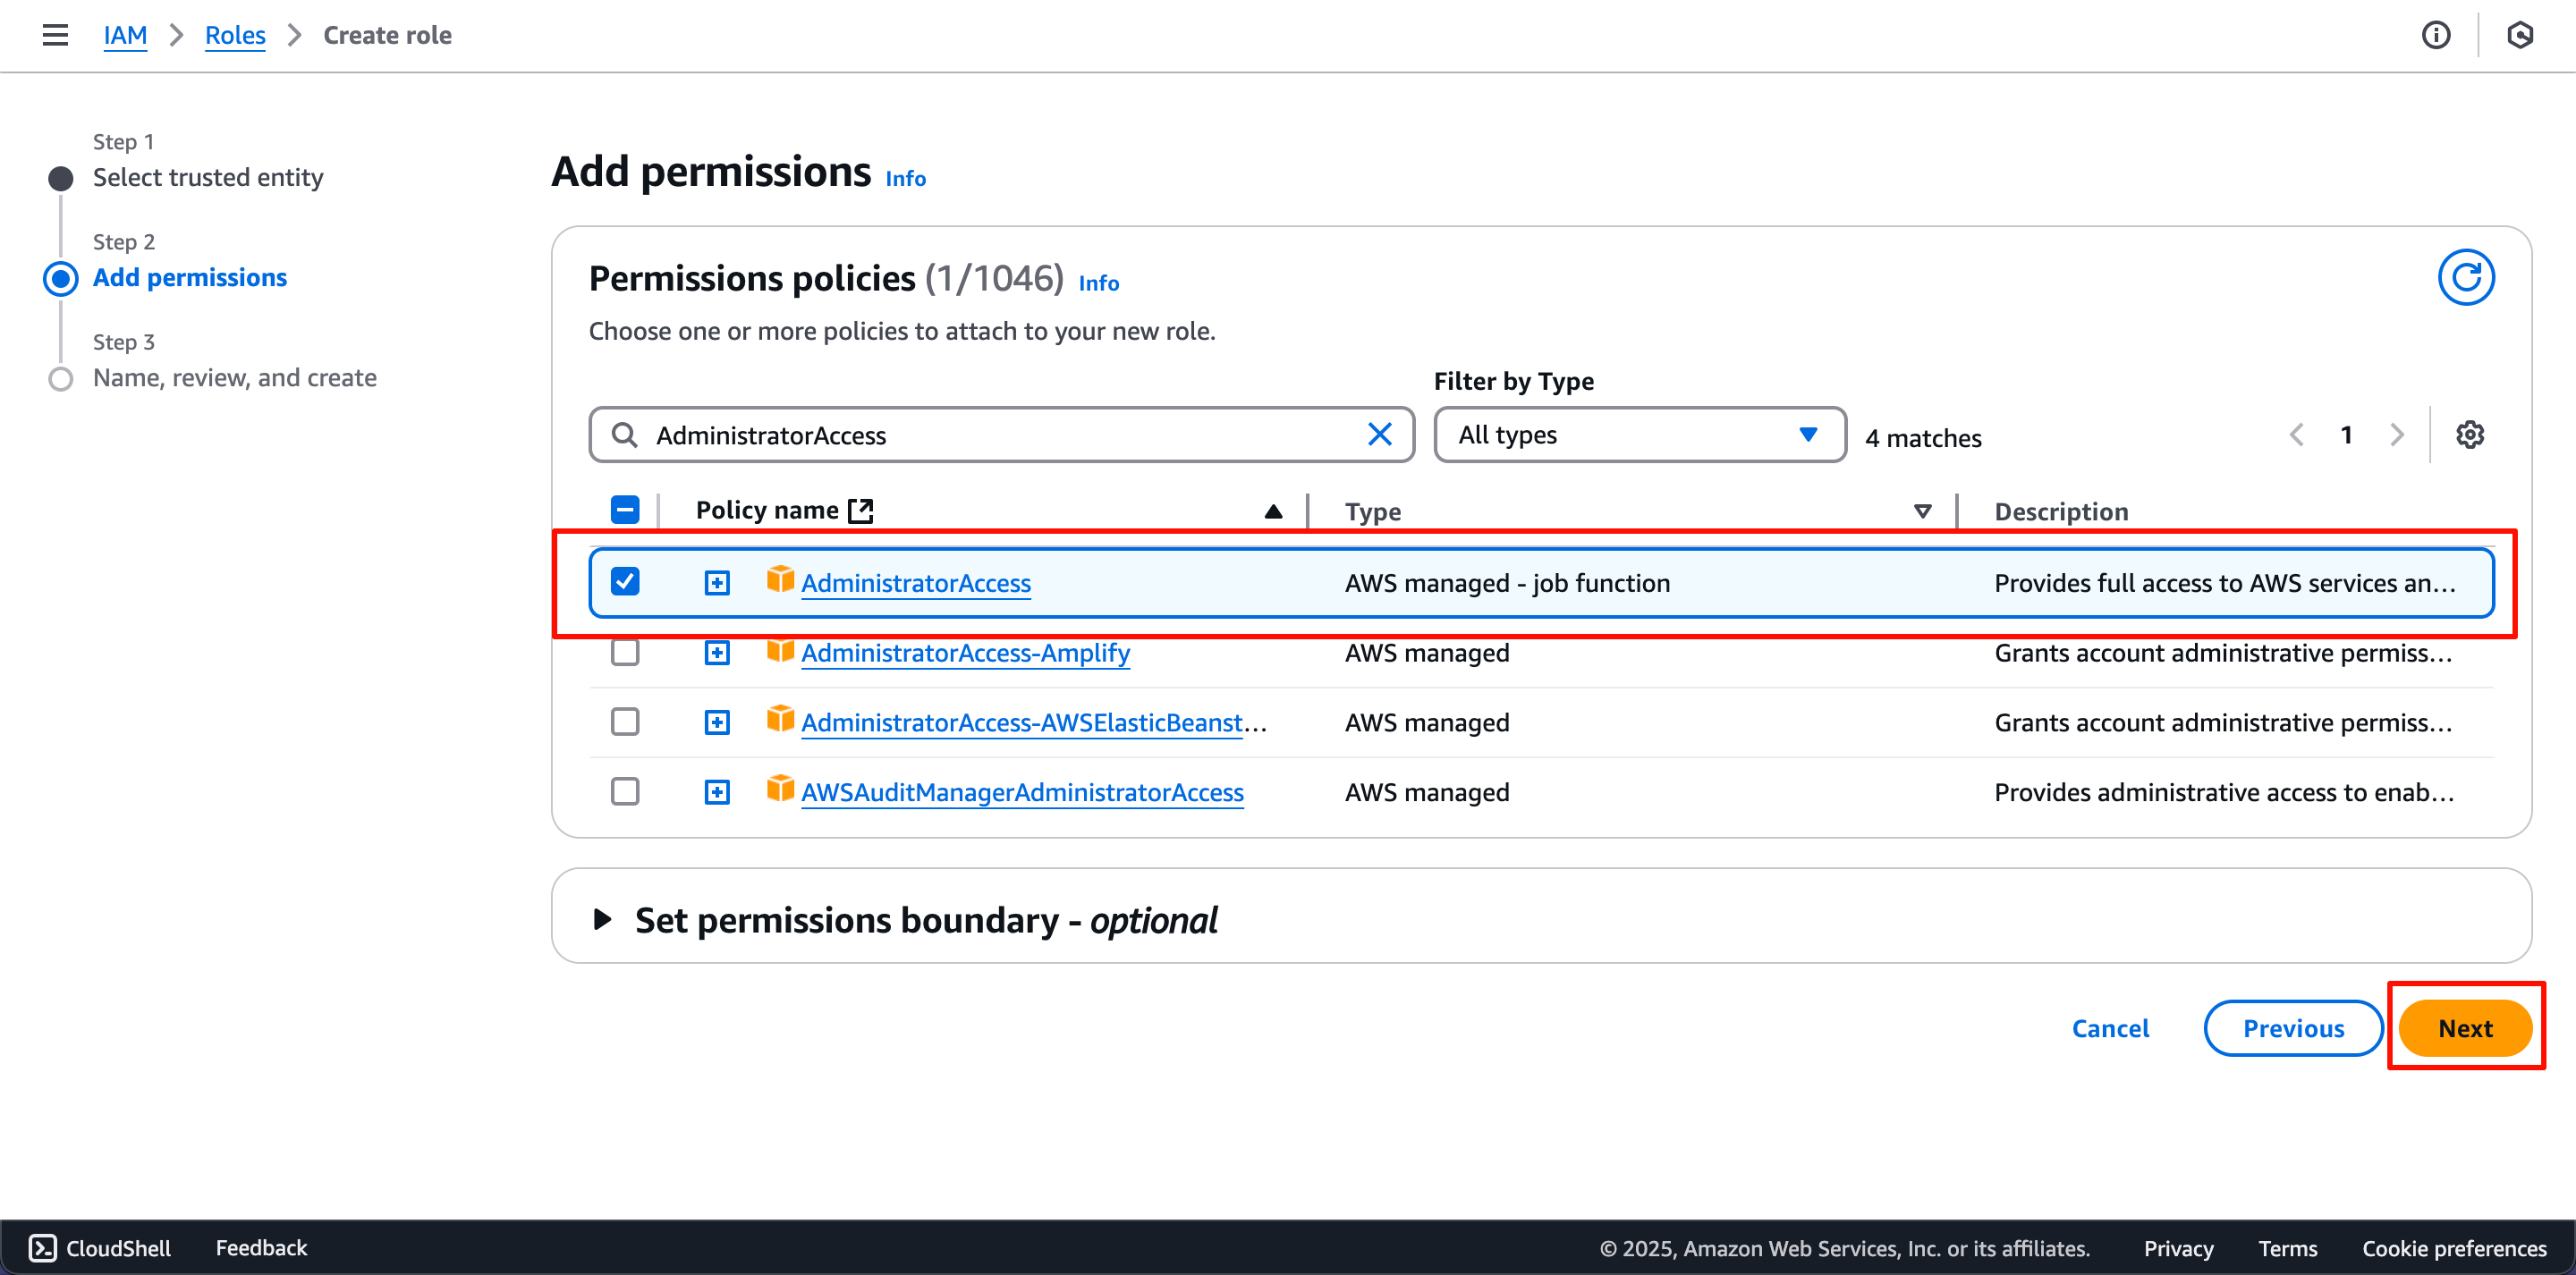 IAM > Roles > Create role
Step 1
Select trusted entity
Step 2
Add permissions
Step 3
Name, review, and create
Add permissions Info
Permissions policies (1/1046) Info
Choose one or more policies to attach to your new role.
Filter by Type
AdministratorAccess
All types
4 matches
1
Policy name
Type
Description
AdministratorAccess AWS managed - job function Provides full access to AWS services an…
AdministratorAccess-Amplify AWS managed Grants account administrative permiss…
AdministratorAccess-AWSElasticBeanst… AWS managed Grants account administrative permiss…
AWSAuditManagerAdministratorAccess AWS managed Provides administrative access to enab…
Set permissions boundary - optional
Cancel Previous Next
CloudShell Feedback © 2025, Amazon Web Services, Inc. or its affiliates. Privacy Terms Cookie preferences